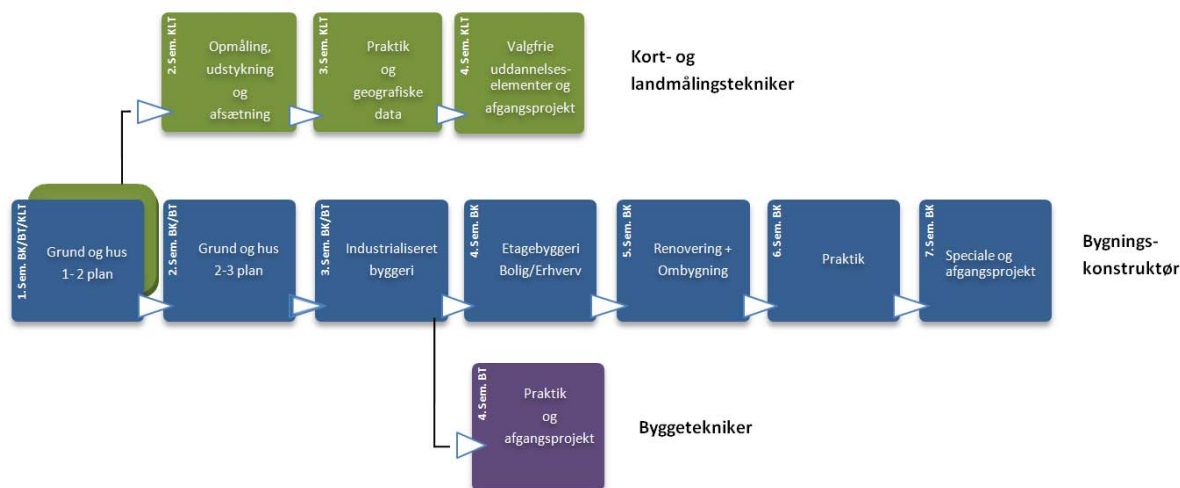 2. Sem. KLT
Opmåling,
udstykning
og
afsætning
3. Sem. KLT
Praktik
og
geografiske
data
4. Sem. KLT
Valgfrie
uddannelses-
elementer og
afgangsprojekt
Kort- og
landmålingstekniker
1. Sem. BK/BT/KLT
Grund og hus
1- 2 plan
2. Sem. BK/BT
Grund og hus
2-3 plan
3. Sem. BK/BT
Industrialiseret
byggeri
4. Sem. BK
Etagebyggeri
Bolig/Erhverv
5. Sem. BK
Renovering +
Ombygning
6. Sem. BK
Praktik
7. Sem. BK
Speciale og
afgangsprojekt
Bygnings-
konstruktør
4. Sem. BT
Praktik
og
afgangsprojekt
Byggetekniker